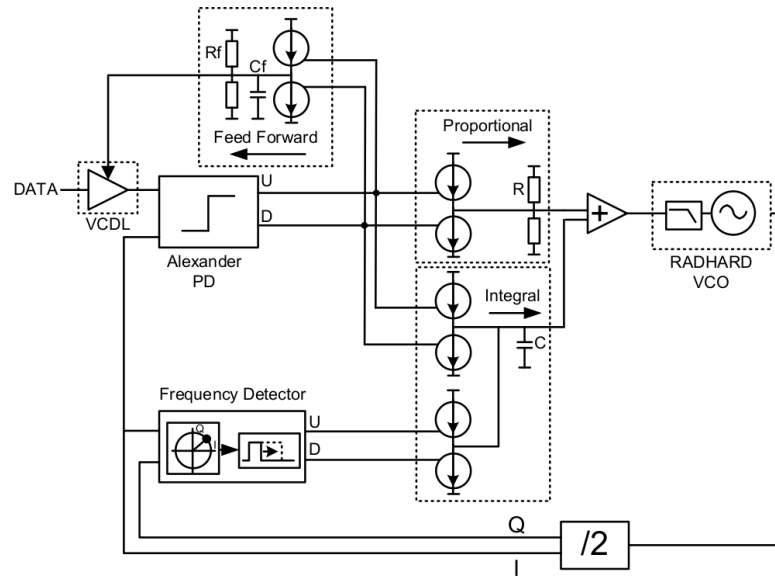 Rf
Cf
Feed Forward
Proportional
DATA
U
R
+
VCDL
D
Alexander
PD
RADHARD
VCO
Integral
C
Frequency Detector
Q
I
U
D
Q
/2
I